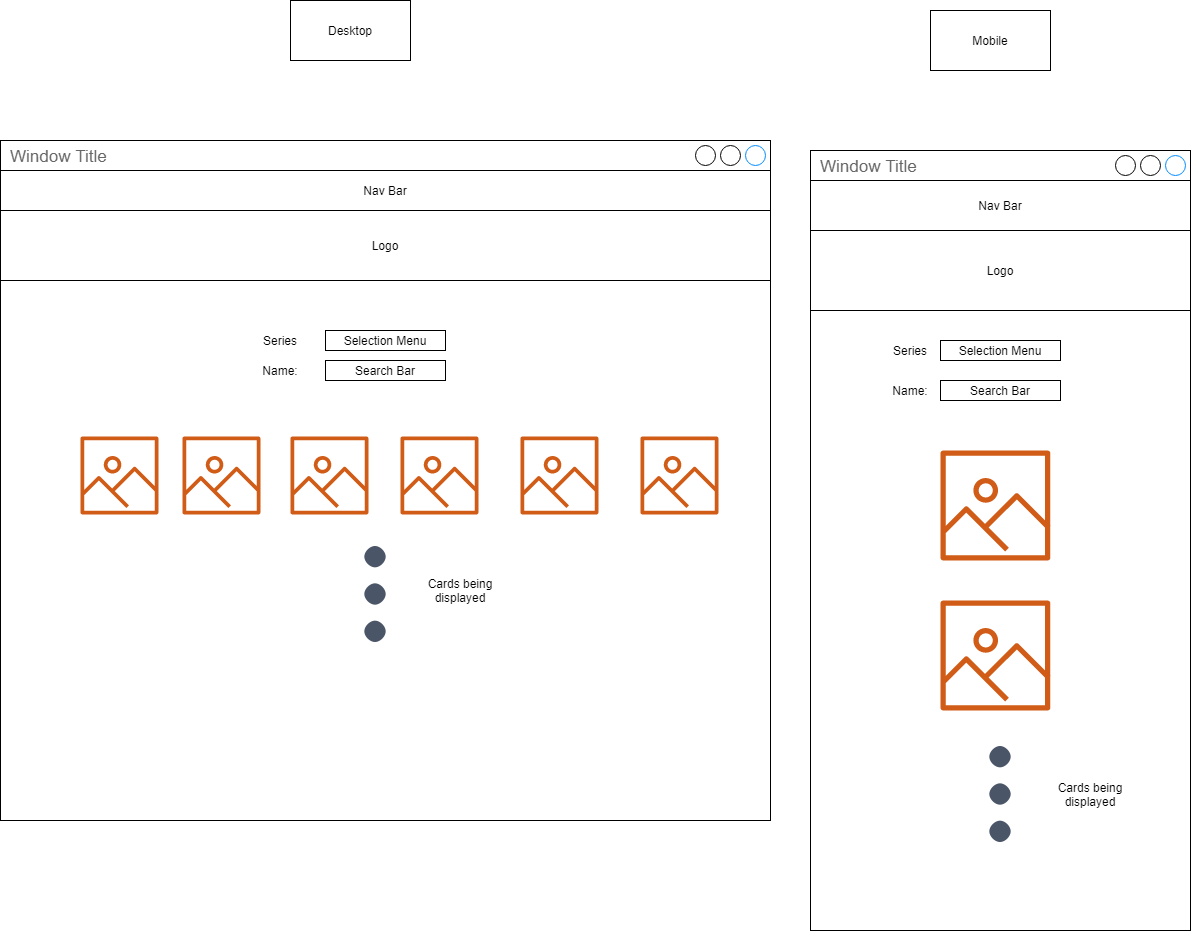 Desktop
Mobile
Window Title
Nav Bar
Logo
Series
Selection Menu
Name:
Search Bar
Cards being
displayed
Window Title
Nav Bar
Logo
Series
Selection Menu
Name:
Search Bar
Cards being
displayed